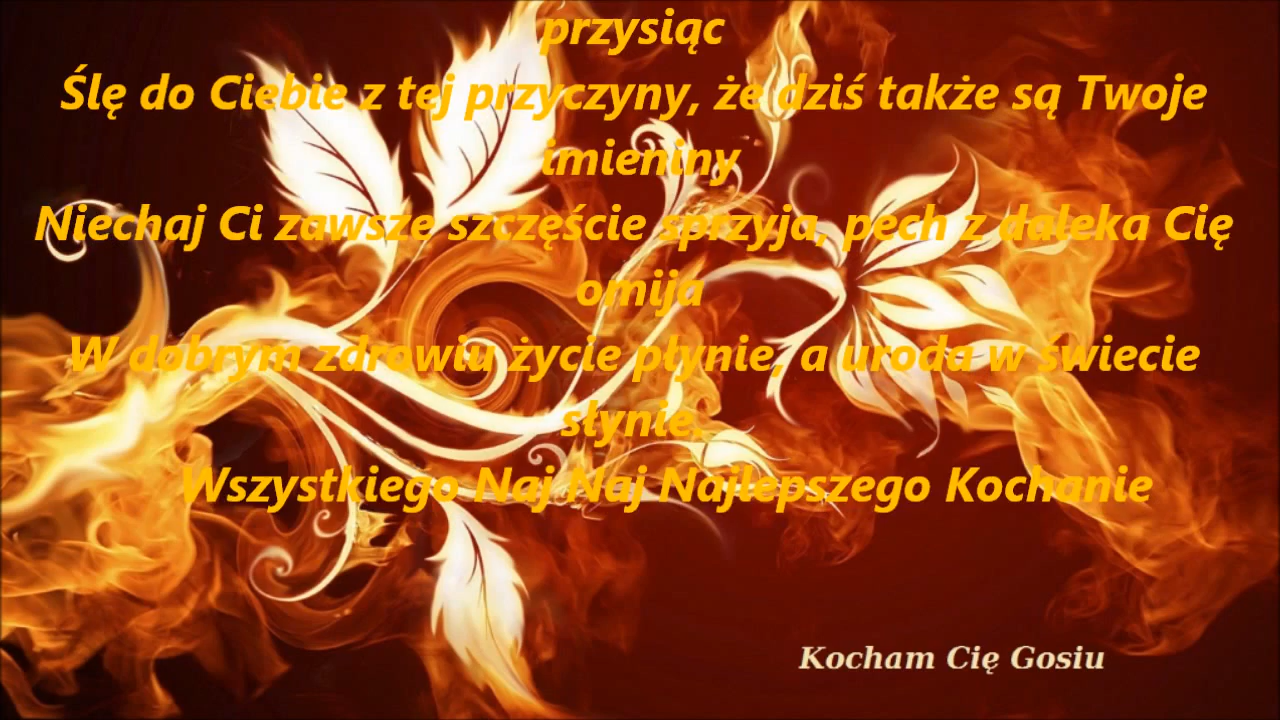 przysiąc
Ślę do Ciebie z tej przyczyny, że dziś także są Twoje
imieniny
Niechaj Ci zawsze szczęście sprzyja, pech z daleka Cię
omija
W dobrym zdrowiu życie płynie, a uroda w świecie
słynie.
Wszystkiego Naj Naj Najlepszego Kochanie
Kocham Cię Gosiu